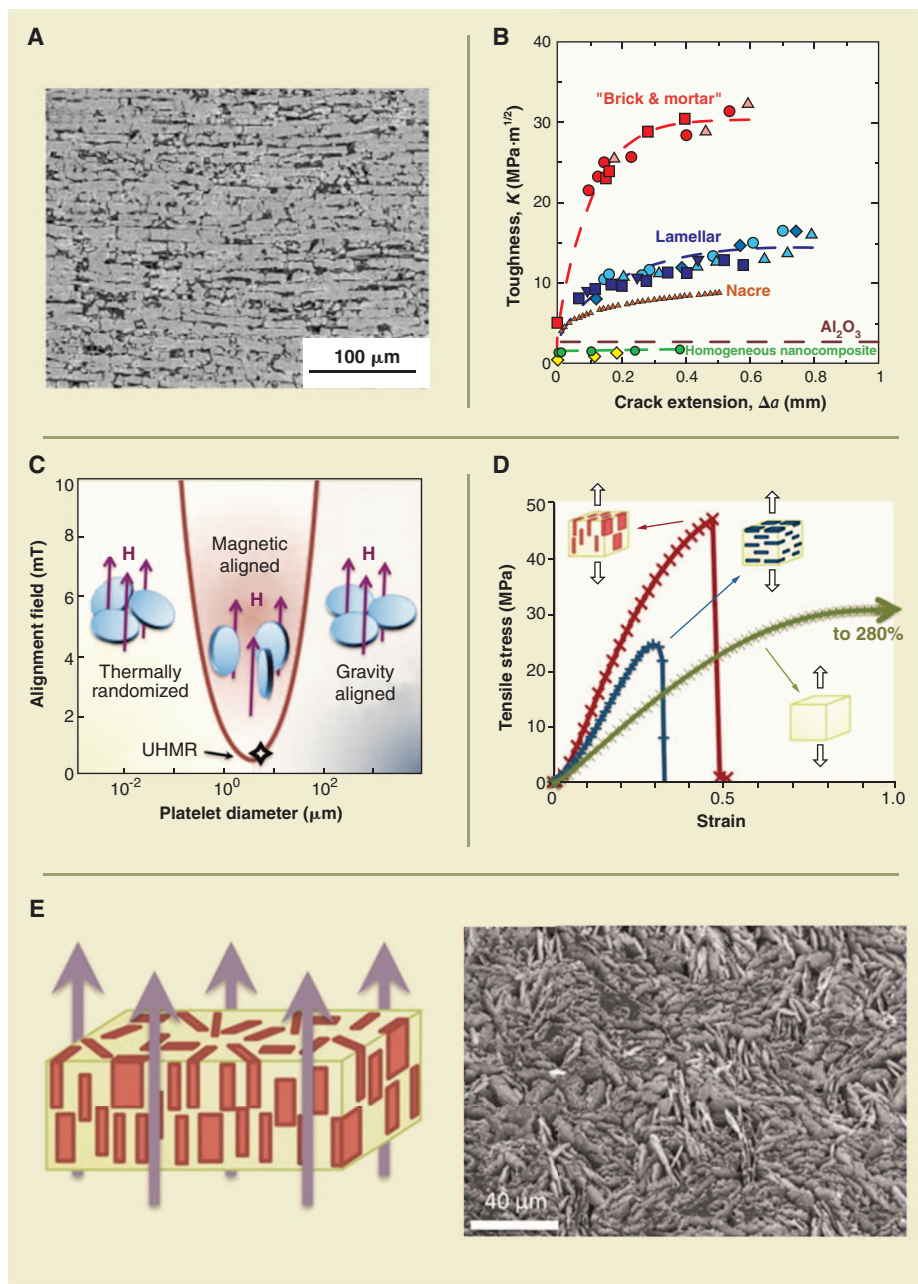 A
100 μm
B
40
30
20
10
0
Toughness, K (MPa·m1/2)
"Brick & mortar"
Lamellar
Nacre
Al2O3
Homogeneous nanocomposite
0
0.2
0.4
0.6
0.8
1
Crack extension, Δa (mm)
C
10
8
6
4
2
0
Alignment field (mT)
H
Thermally
randomized
Magnetic
aligned
H
H
Gravity
aligned
UHMR
10-2
100
102
Platelet diameter (μm)
D
50
40
30
20
10
0
Tensile stress (MPa)
to 280%
0
0.5
1.0
Strain
E
40 μm